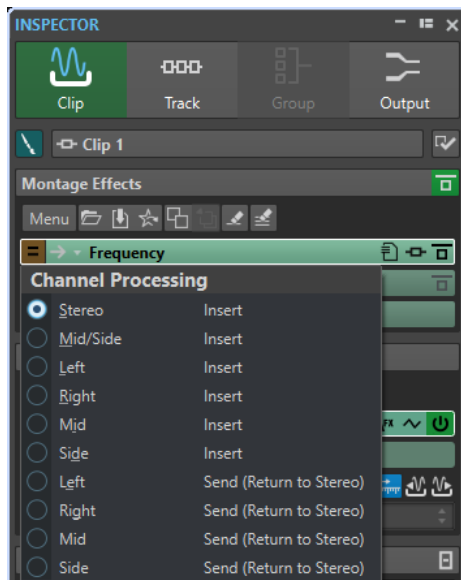 INSPECTOR
Clip Track Group Output
Clip 1
Montage Effects
Menu
Frequency
Channel Processing
Stereo Insert
Mid/Side Insert
Left Insert
Right Insert
Mid Insert
Side Insert
Left Send (Return to Stereo)
Right Send (Return to Stereo)
Mid Send (Return to Stereo)
Side Send (Return to Stereo)